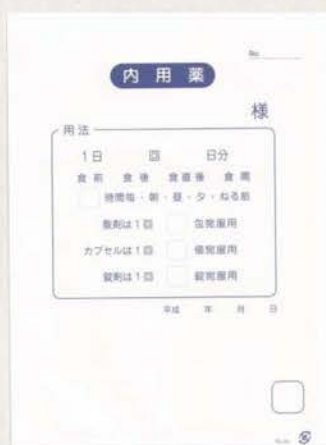 No.
内用薬
様
用法
1日 回 日分
食前 食後 食直後 食間
時間毎・朝・昼・夕・ねる前
散剤は1回 包宛服用
カプセルは1回 個宛服用
錠剤は1回 錠宛服用
平成 年 月 日